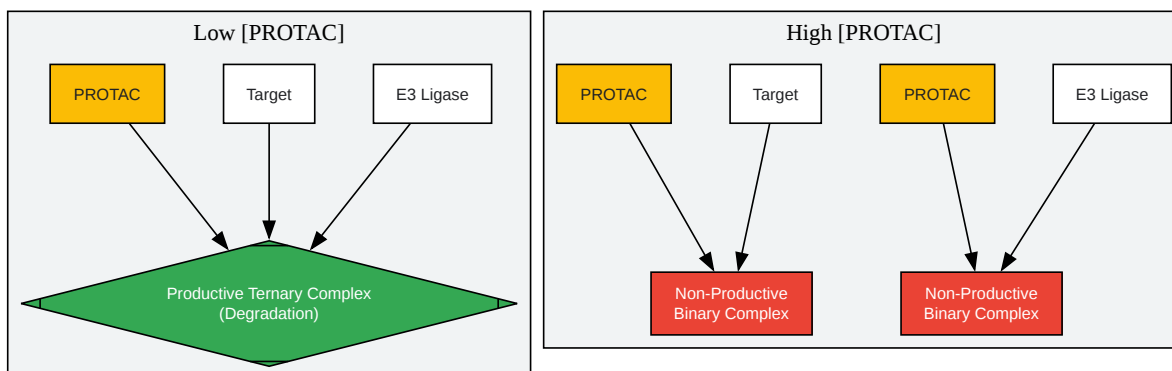 Low [PROTAC]
PROTAC
Target
E3 Ligase
Productive Ternary Complex
(Degradation)
High [PROTAC]
PROTAC
Target
PROTAC
E3 Ligase
Non-Productive
Binary Complex
Non-Productive
Binary Complex